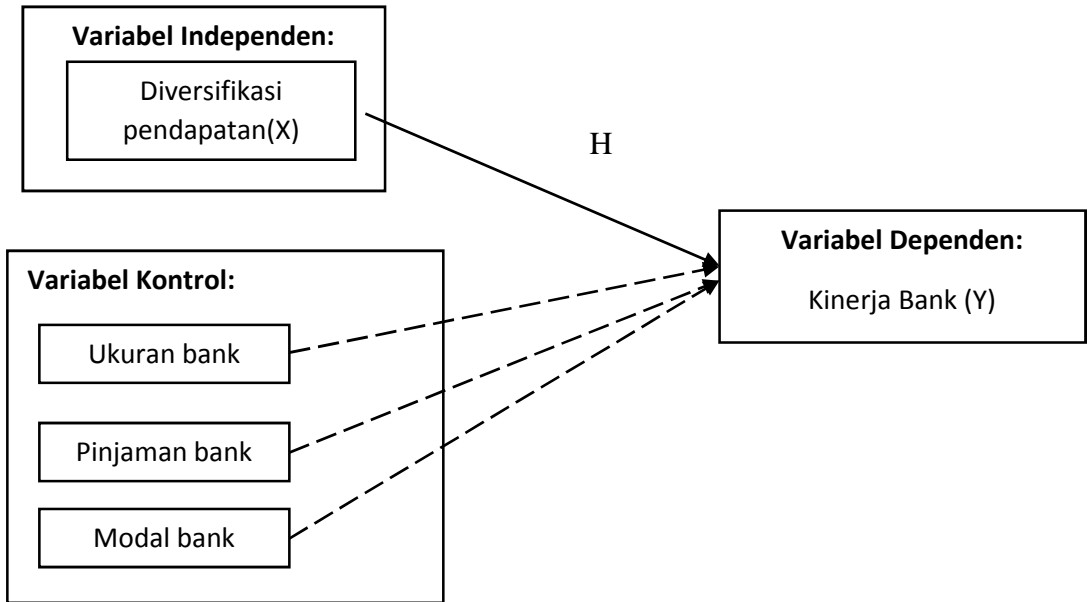 Variabel Independen:
Diversifikasi
pendapatan(X)
H
Variabel Dependen:
Kinerja Bank (Y)
Variabel Kontrol:
Ukuran bank
Pinjaman bank
Modal bank